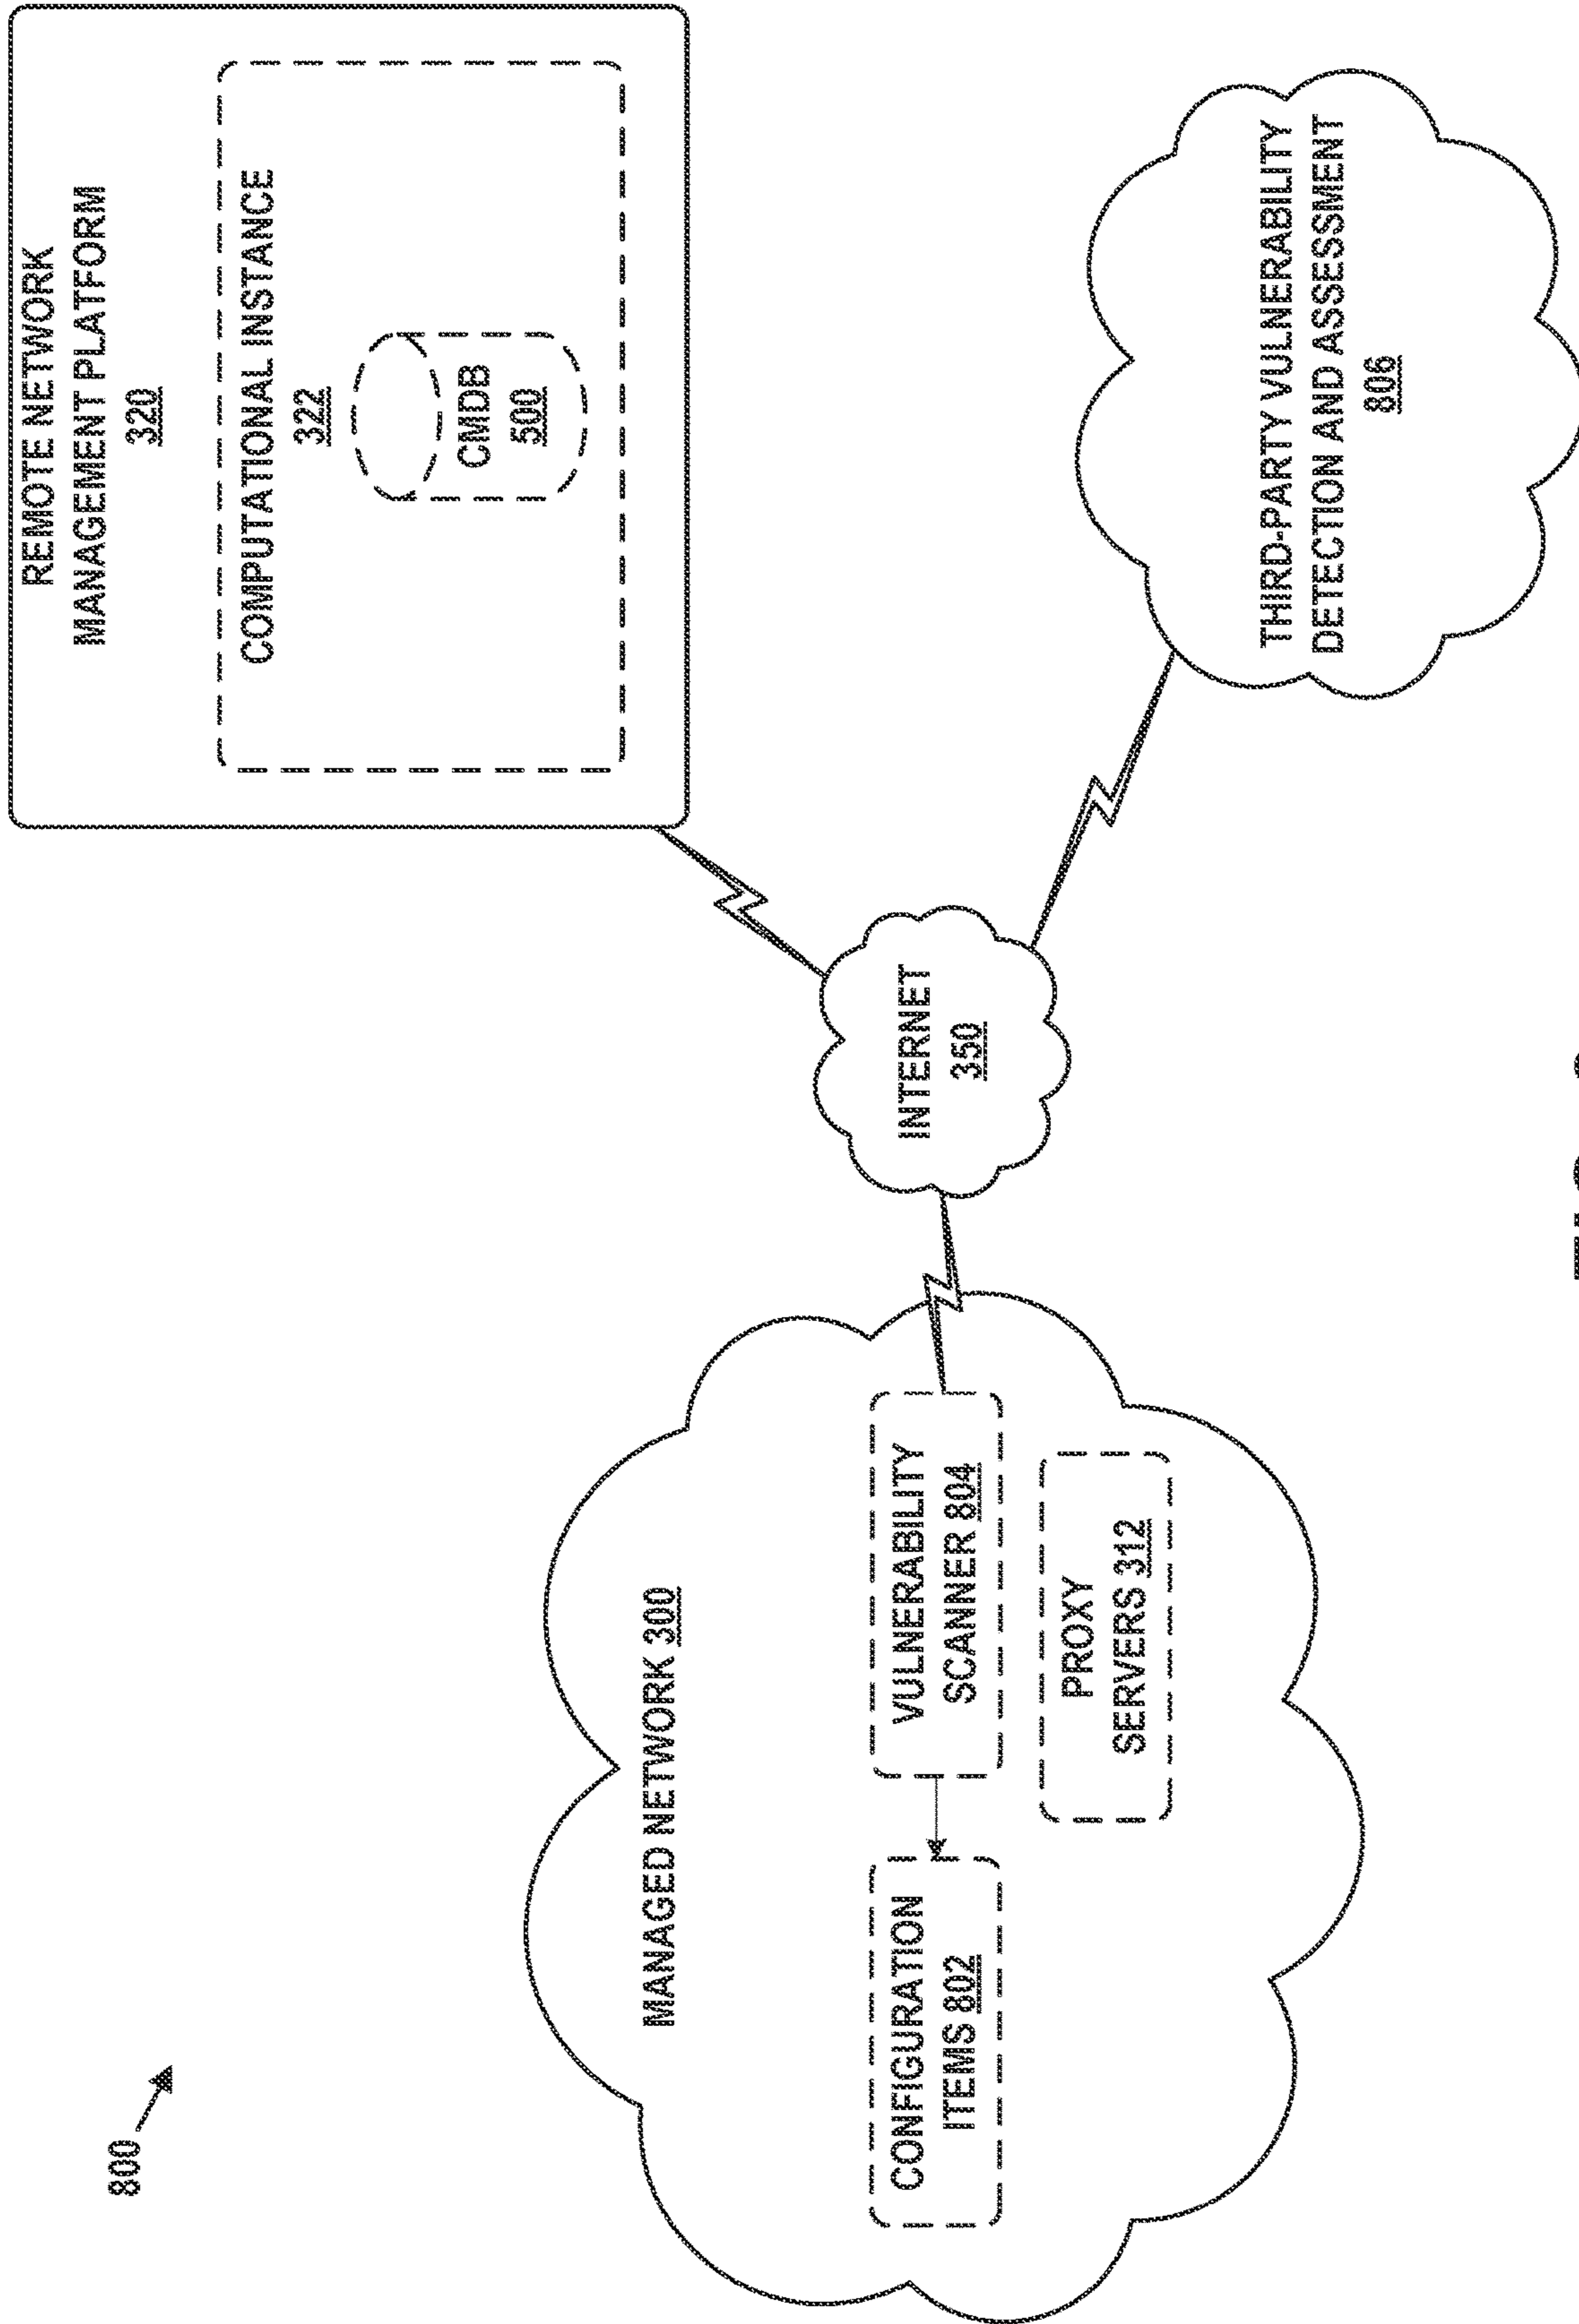 800
REMOTE NETWORK
MANAGEMENT PLATFORM
320
COMPUTATIONAL INSTANCE
322
CMDB
500
MANAGED NETWORK 300
CONFIGURATION
ITEMS 802
VULNERABILITY
SCANNER 804
PROXY
SERVERS 312
INTERNET
350
THIRD-PARTY VULNERABILITY
DETECTION AND ASSESSMENT
806